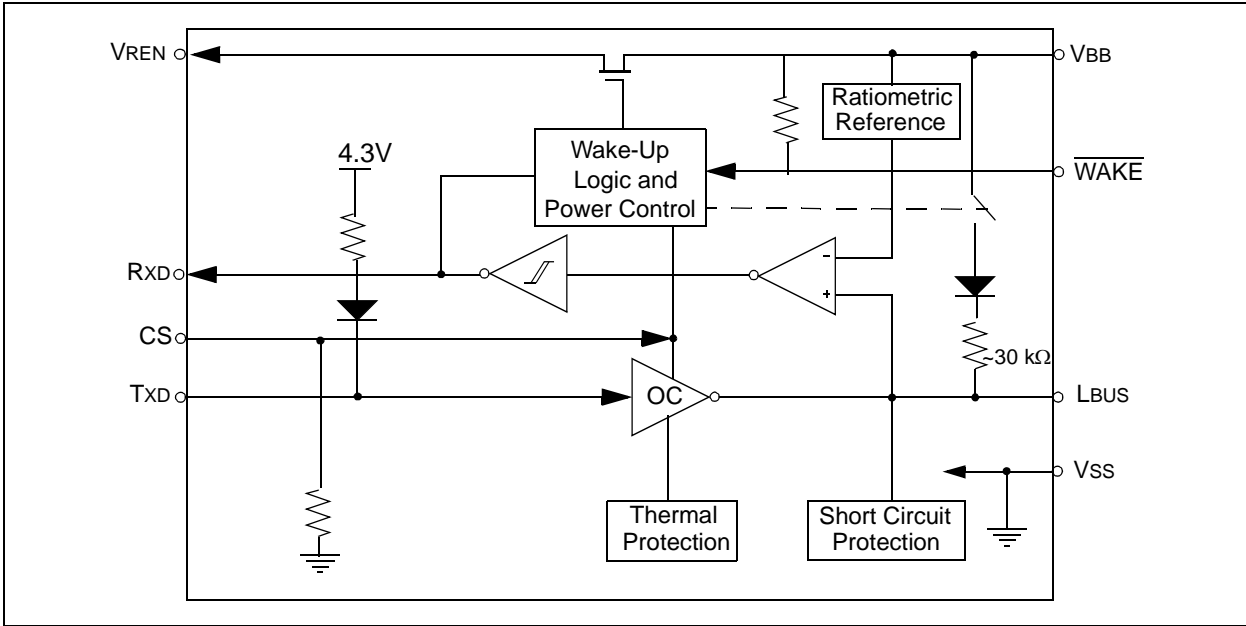 VREN
VBB
Ratiometric
Reference
4.3V
Wake-Up
Logic and
Power Control
WAKE
RXD
-
+
CS
~30 kΩ
TXD
OC
LBUS
VSS
Thermal
Protection
Short Circuit
Protection